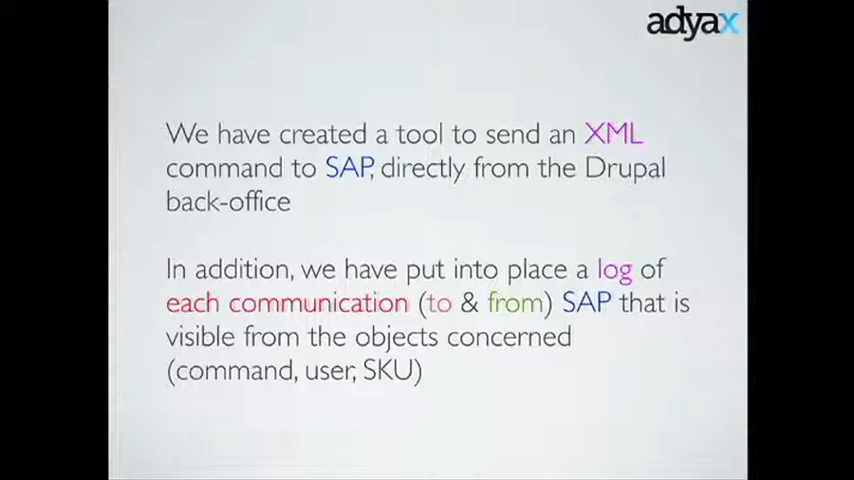 adyax
We have created a tool to send an XML
command to SAP, directly from the Drupal
back-office
In addition, we have put into place a log of
each communication (to & from) SAP that is
visible from the objects concerned
(command, user, SKU)